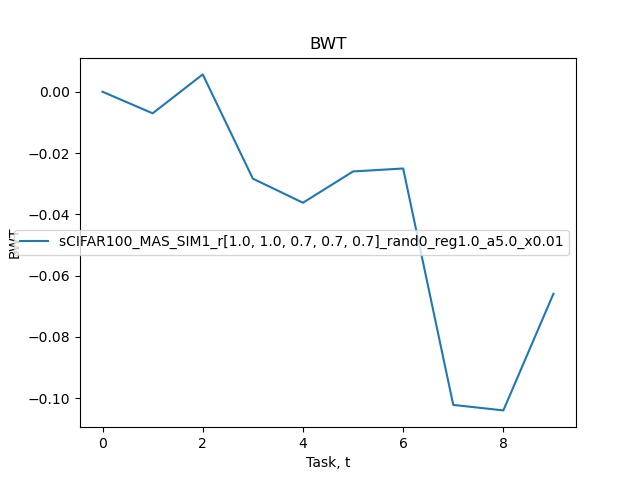 BWT
0.00
−0.02
−0.04
−0.06
−0.08
−0.10
BWT
sCIFAR100_MAS_SIM1_r[1.0, 1.0, 0.7, 0.7, 0.7]_rand0_reg1.0_a5.0_x0.01
0 2 4 6 8
Task, t